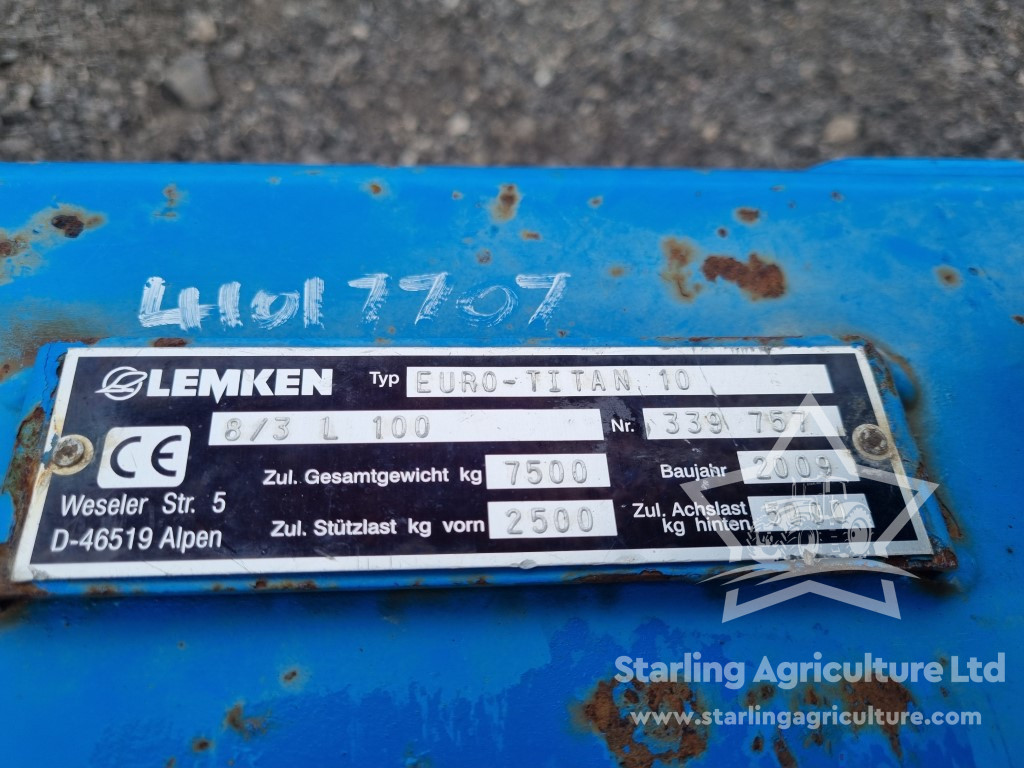 41017707
LEMKEN Typ EURO-TITAN 10
8/3 L 100 Nr. 339 757
CE Zul. Gesamtgewicht kg 7500 Baujahr 2009
Weseler Str. 5
D-46519 Alpen Zul. Stützlast kg vorn 2500 Zul. Achslast kg hinten
Starling Agriculture Ltd
www.starlingagriculture.com